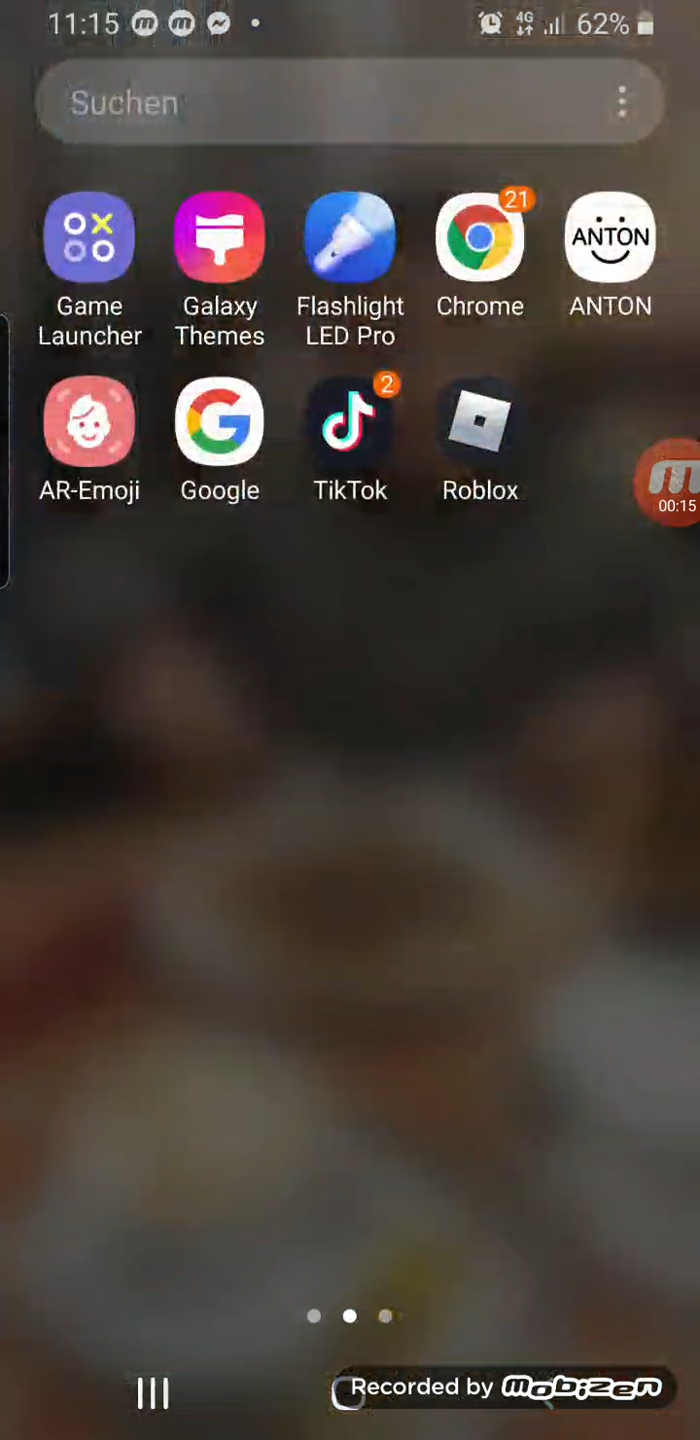 11:15 4G 62%
Suchen
21
ANTON
Game Galaxy Flashlight Chrome ANTON
Launcher Themes LED Pro
2
AR-Emoji Google TikTok Roblox
00:15
Recorded by mobizen